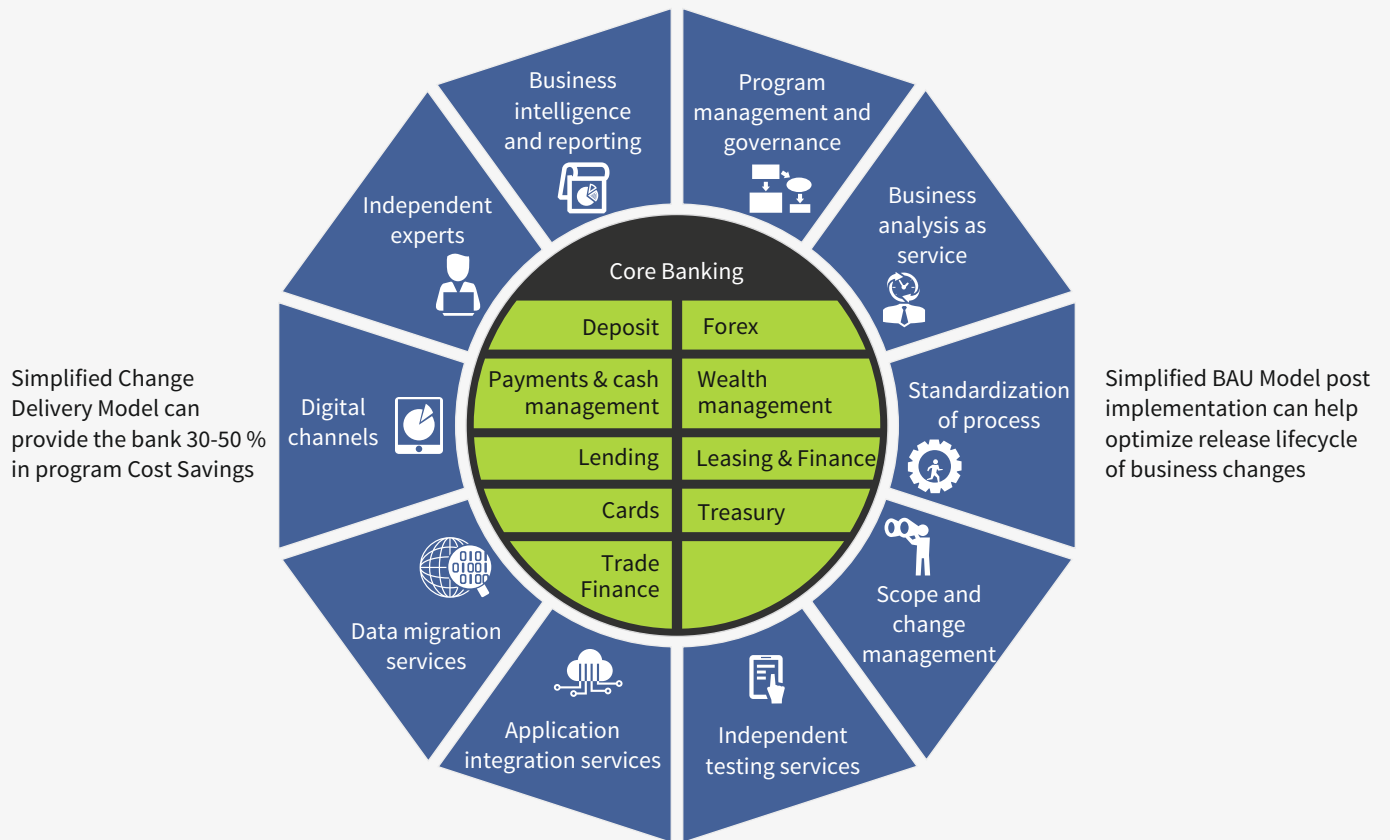 Business
intelligence
and reporting
Program
management and
governance
Business
analysis as
service
Standardization
of process
Scope and
change
management
Independent
testing services
Application
integration services
Data migration
services
Digital
channels
Independent
experts
Core Banking
Deposit
Forex
Payments & cash
management
Wealth
management
Lending
Leasing & Finance
Cards
Treasury
Trade
Finance
0101
01001
0100
Simplified Change
Delivery Model can
provide the bank 30-50 %
in program Cost Savings
Simplified BAU Model post
implementation can help
optimize release lifecycle
of business changes